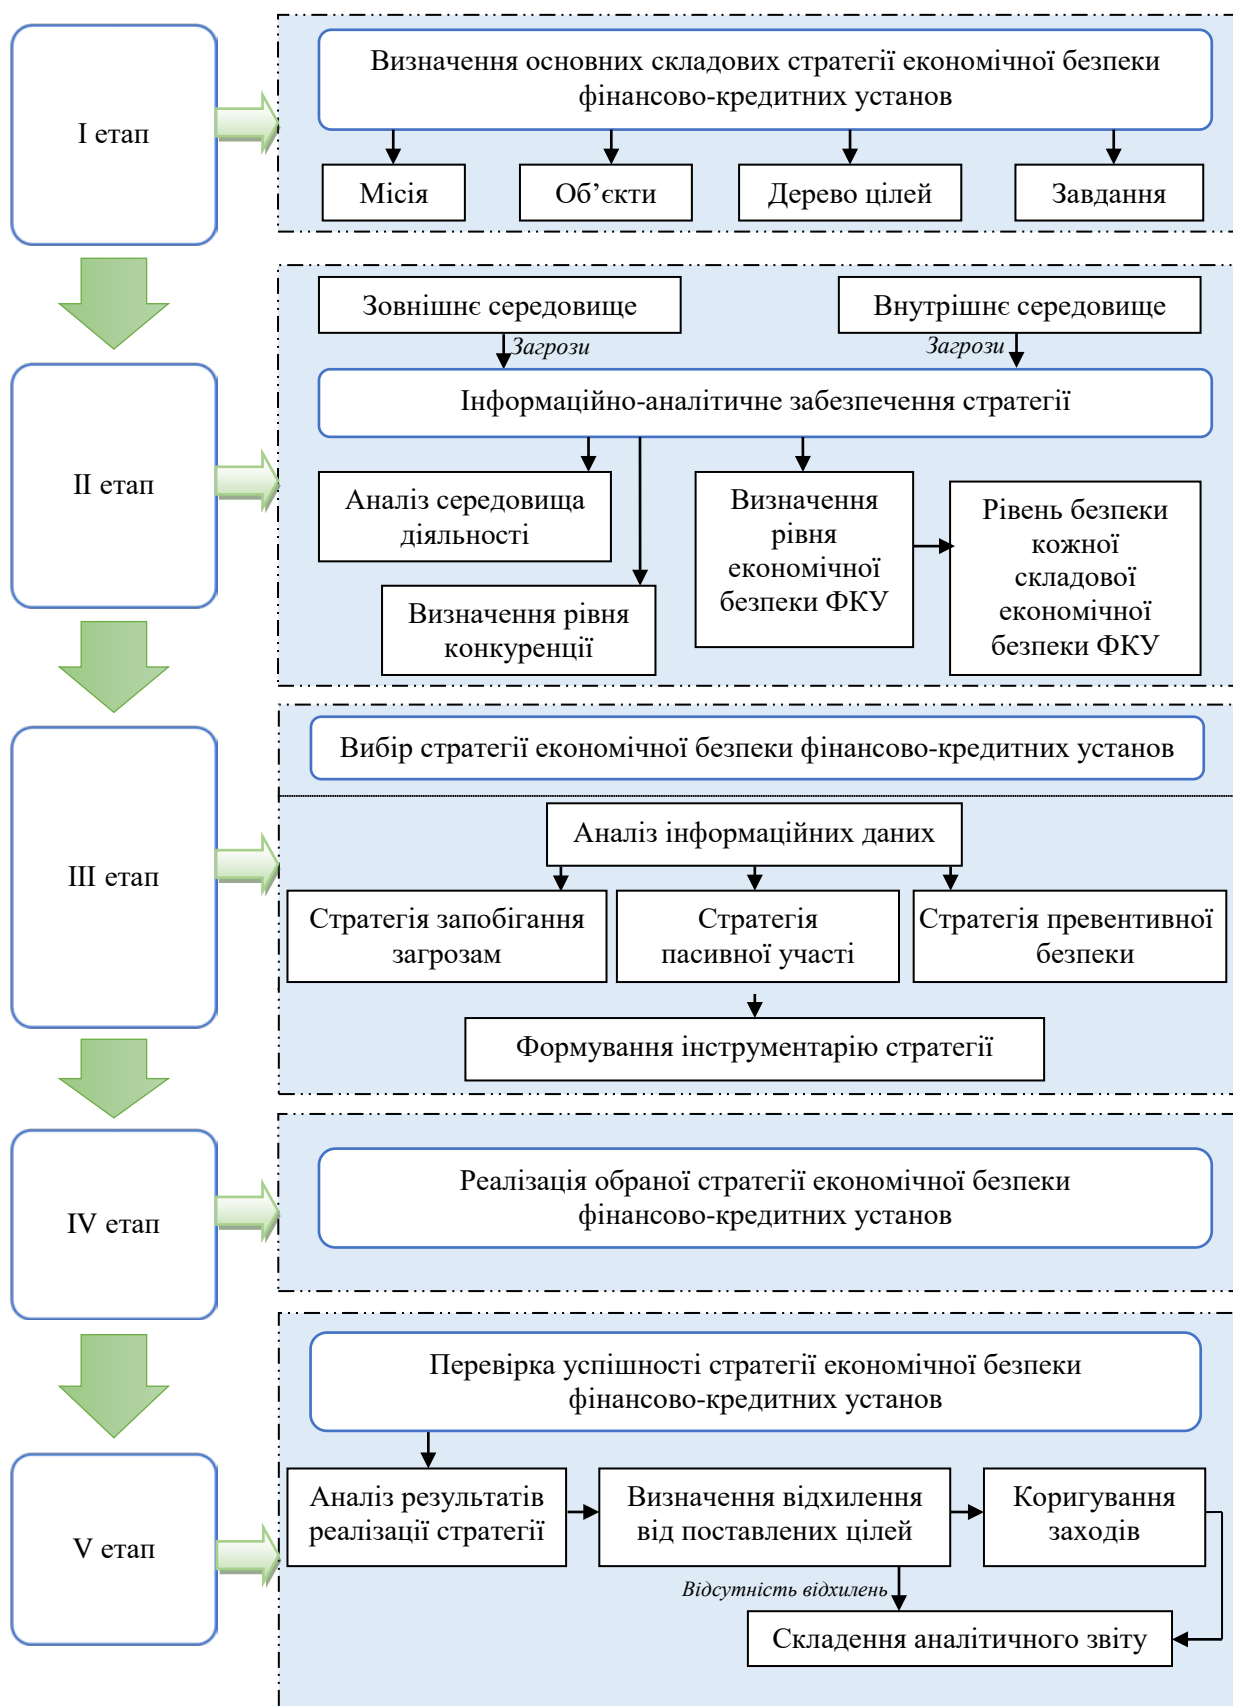 І етап
Визначення основних складових стратегії економічної безпеки
фінансово-кредитних установ
Місія
Об’єкти
Дерево цілей
Завдання
ІІ етап
Зовнішнє середовище
Внутрішнє середовище
Загрози
Загрози
Інформаційно-аналітичне забезпечення стратегії
Аналіз середовища
діяльності
Визначення рівня
конкуренції
Визначення
рівня
економічної
безпеки ФКУ
Рівень безпеки
кожної
складової
економічної
безпеки ФКУ
ІІІ етап
Вибір стратегії економічної безпеки фінансово-кредитних установ
Аналіз інформаційних даних
Стратегія запобігання
загрозам
Стратегія
пасивної участі
Стратегія превентивної
безпеки
Формування інструментарію стратегії
IV етап
Реалізація обраної стратегії економічної безпеки
фінансово-кредитних установ
V етап
Перевірка успішності стратегії економічної безпеки
фінансово-кредитних установ
Аналіз результатів
реалізації стратегії
Визначення відхилення
від поставлених цілей
Коригування
заходів
Відсутність відхилень
Складення аналітичного звіту